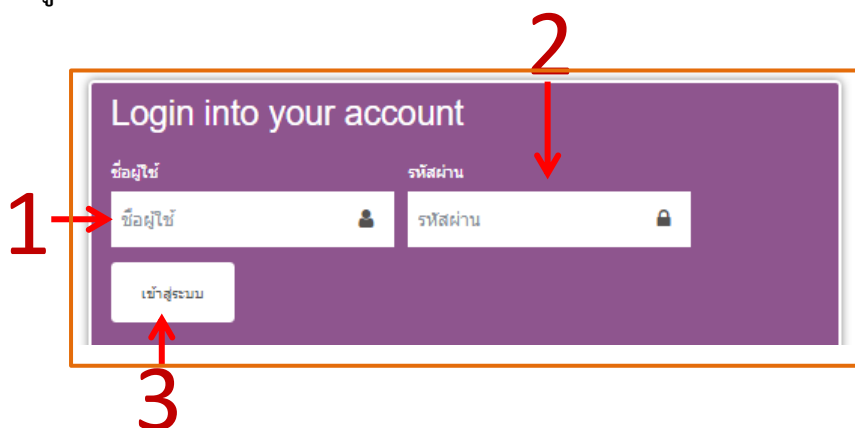 2
Login into your account
ชื่อผู้ใช้ รหัสผ่าน
1 ชื่อผู้ใช้ รหัสผ่าน
เข้าสู่ระบบ
3